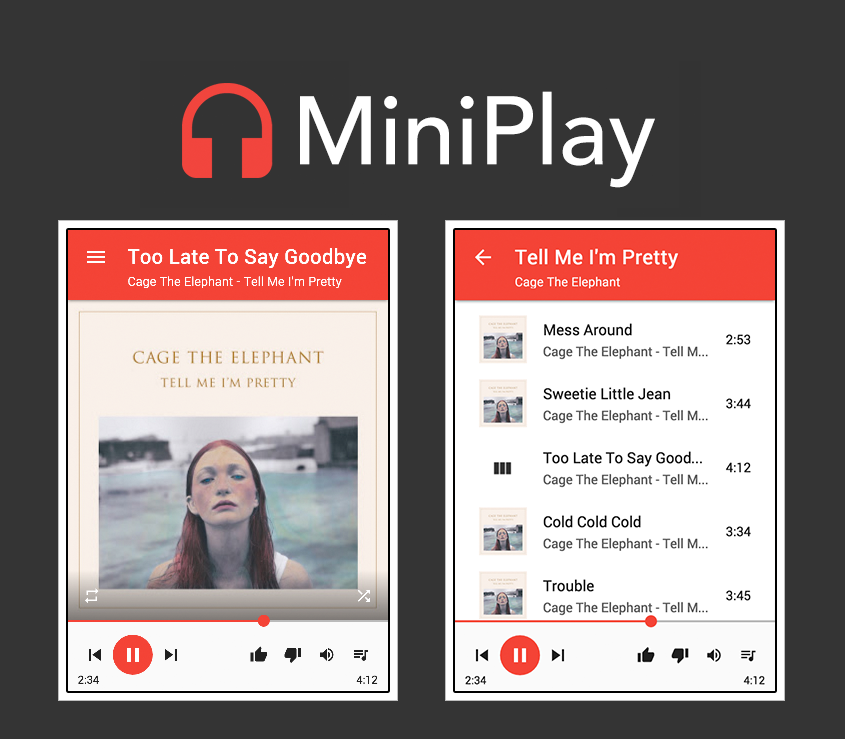 MiniPlay
Too Late To Say Goodbye
Cage The Elephant - Tell Me I'm Pretty
CAGE THE ELEPHANT
TELL ME I'M PRETTY
2:34
4:12
Tell Me I'm Pretty
Cage The Elephant
Mess Around
Cage The Elephant - Tell M...
2:53
Sweetie Little Jean
Cage The Elephant - Tell M...
3:44
Too Late To Say Good...
Cage The Elephant - Tell M...
4:12
Cold Cold Cold
Cage The Elephant - Tell M...
3:34
Trouble
Cage The Elephant - Tell M...
3:45
2:34
4:12